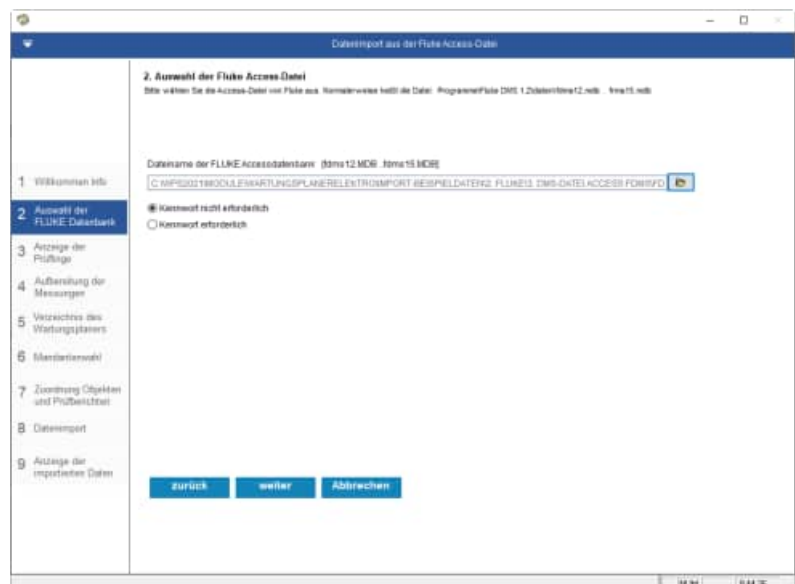 Datenimport aus der Fluke Access-Datei
2. Auswahl der Fluke Access-Datei
Bitte wählen Sie die Access-Datei von Fluke aus. Normalerweise heißt die Datei:
Dateiname der FLUKE Accessdatenbank (fdms12.MDB
1 Willkommen Info
2 Auswahl der
FLUKE Datenbank
3 Anzeige der
Prüflinge
4 Aufbereitung der
Messungen
5 Verzeichnis des
Wartungsplaners
6 Mandantenwahl
7 Zuordnung Objekten
und Prüfberichten
8 Datenimport
9 Anzeige der
importierten Daten
Kennwort nicht erforderlich
Kennwort erforderlich
zurück weiter Abbrechen